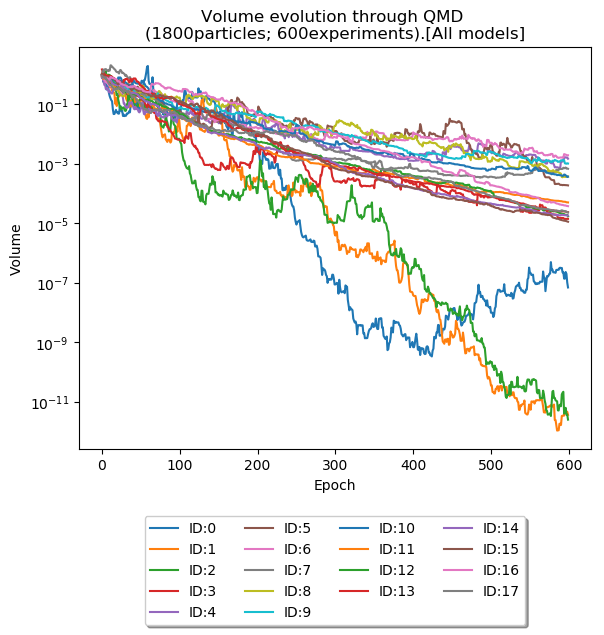 Volume evolution through QMD
(1800particles; 600experiments).[All models]
Volume
10⁻¹
10⁻³
10⁻⁵
10⁻⁷
10⁻⁹
10⁻¹¹
0 100 200 300 400 500 600
Epoch
ID:0 ID:5 ID:10 ID:14
ID:1 ID:6 ID:11 ID:15
ID:2 ID:7 ID:12 ID:16
ID:3 ID:8 ID:13 ID:17
ID:4 ID:9